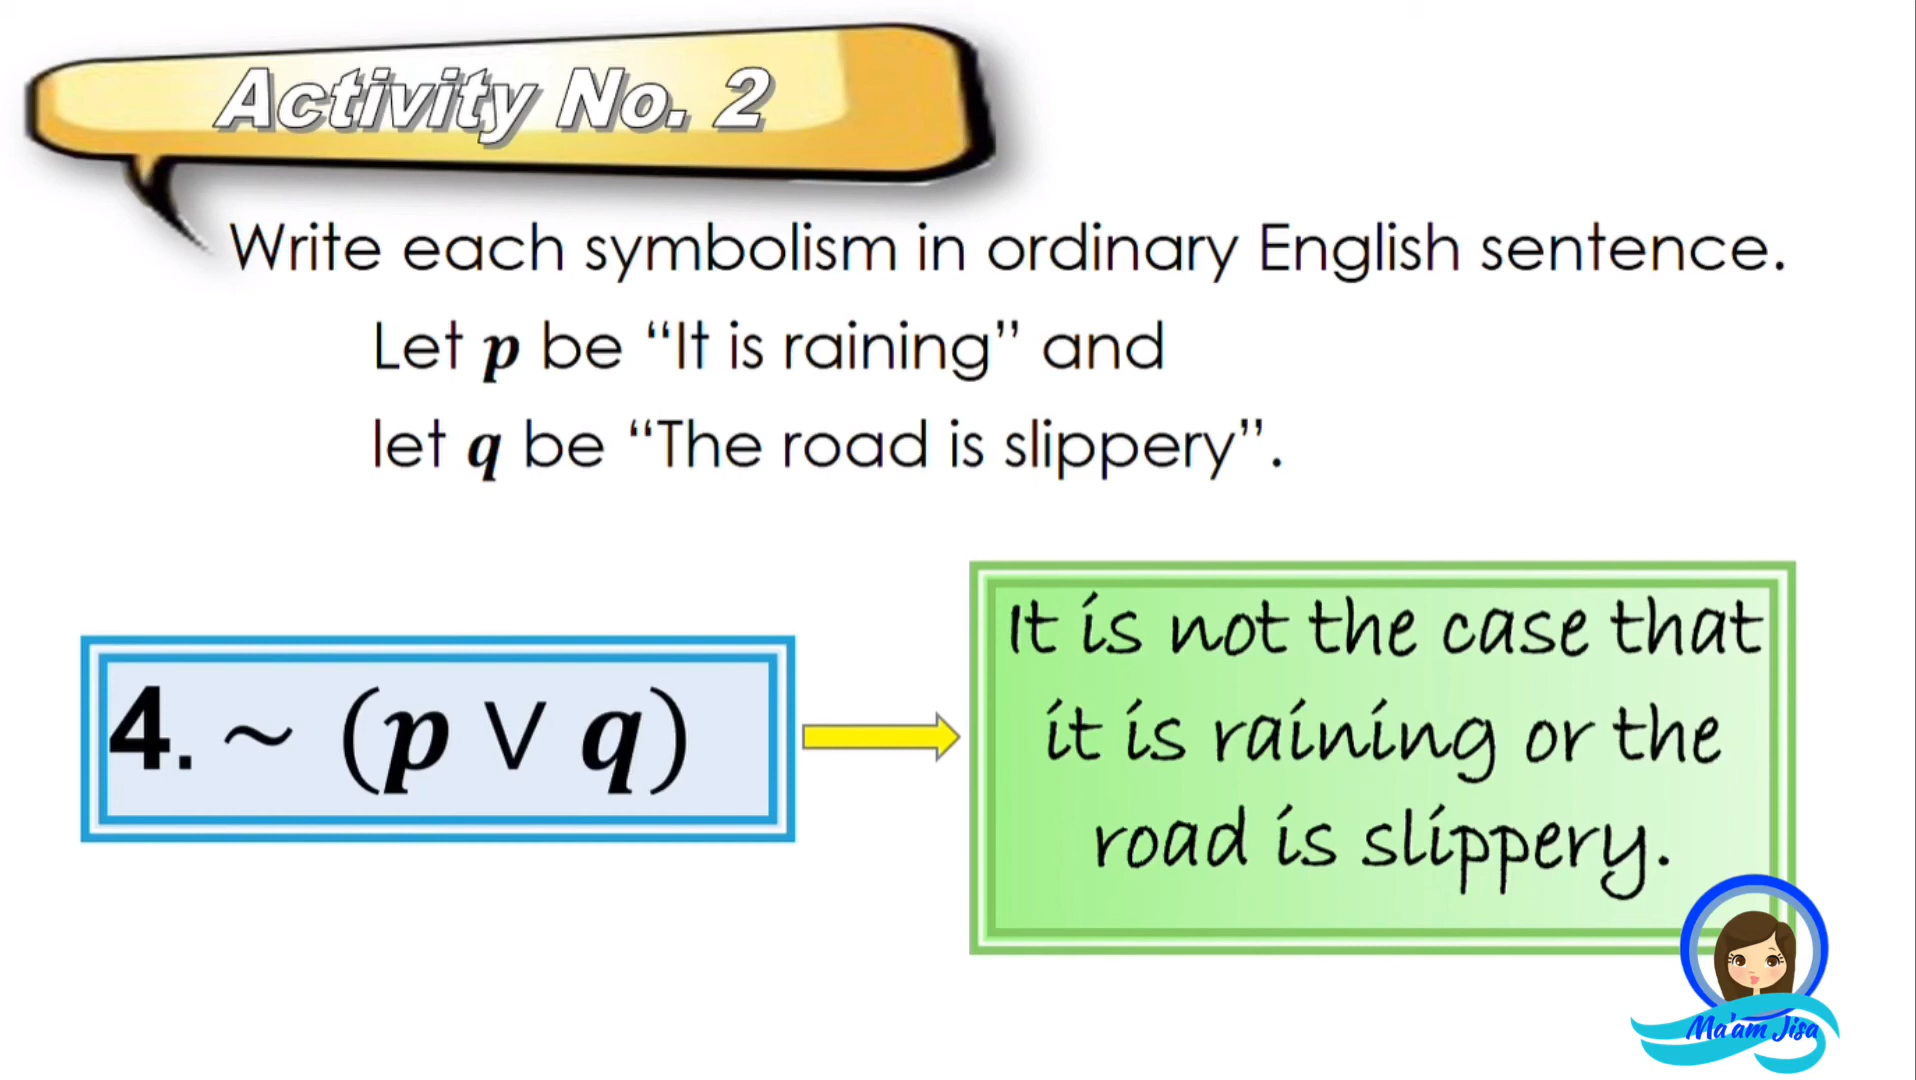 Activity No. 2
Write each symbolism in ordinary English sentence.
Let p be “It is raining” and
let q be “The road is slippery”.
4. ~ (p ∨ q)
It is not the case that
it is raining or the
road is slippery.
Ma'am Jisa